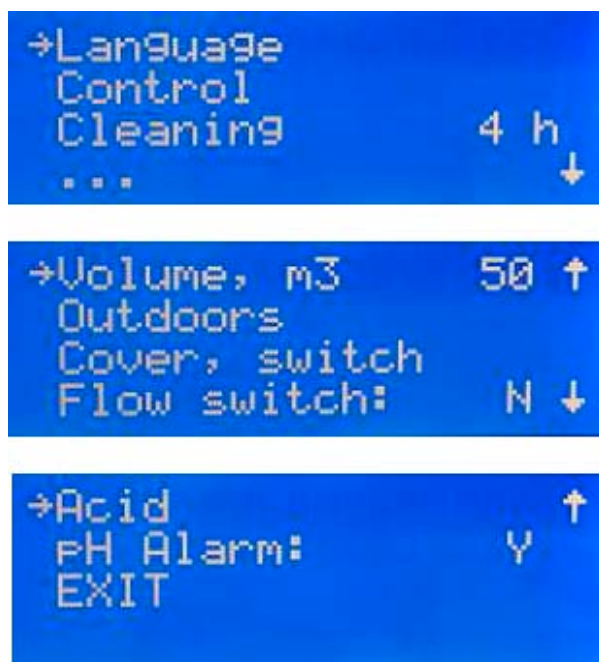 →Language
Control
Cleaning 4 h
... ↓
→Volume, m3 50 ↑
Outdoors
Cover, switch
Flow switch: N ↓
→Acid ↑
pH Alarm: Y
EXIT